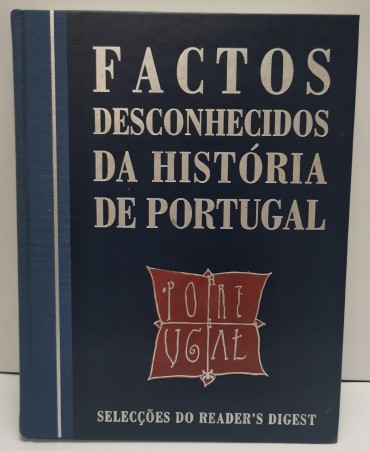 FACTOS
DESCONHECIDOS
DA HISTÓRIA
DE PORTUGAL
PORT
UGAL
SELECÇÕES DO READER'S DIGEST